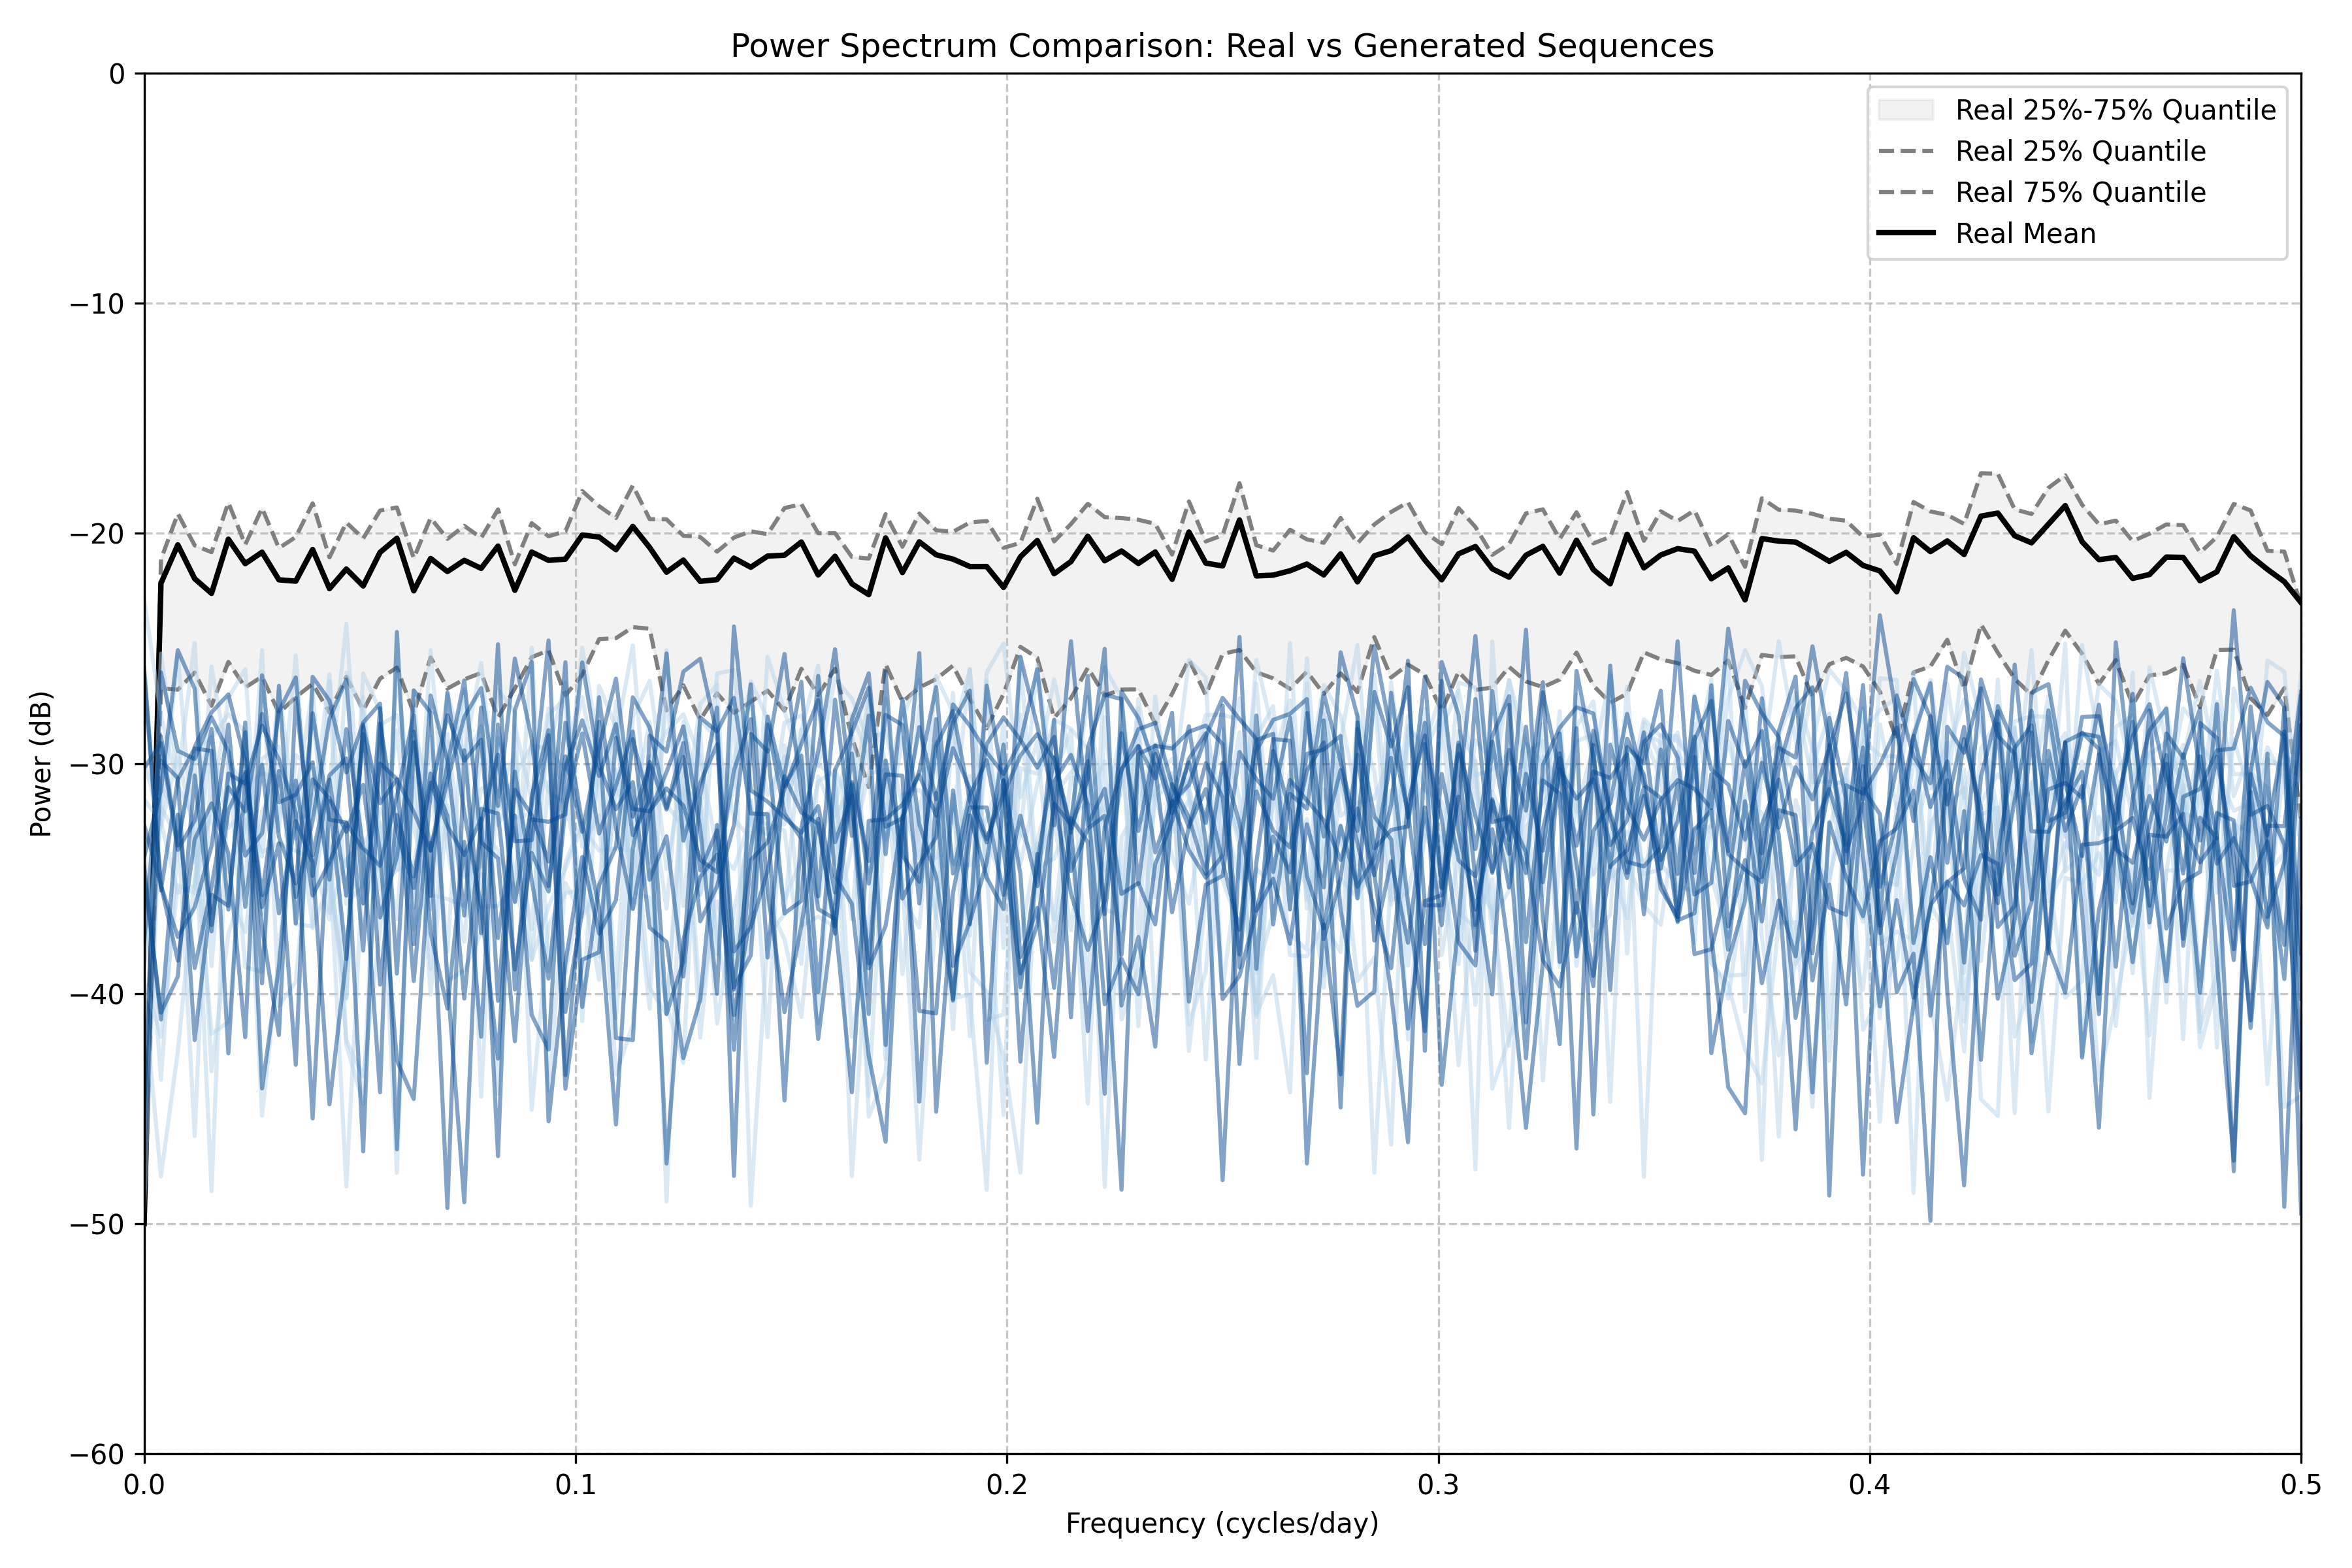 Power Spectrum Comparison: Real vs Generated Sequences
0
−10
−20
−30
−40
−50
−60
Power (dB)
Real 25%-75% Quantile
Real 25% Quantile
Real 75% Quantile
Real Mean
0.0 0.1 0.2 0.3 0.4 0.5
Frequency (cycles/day)